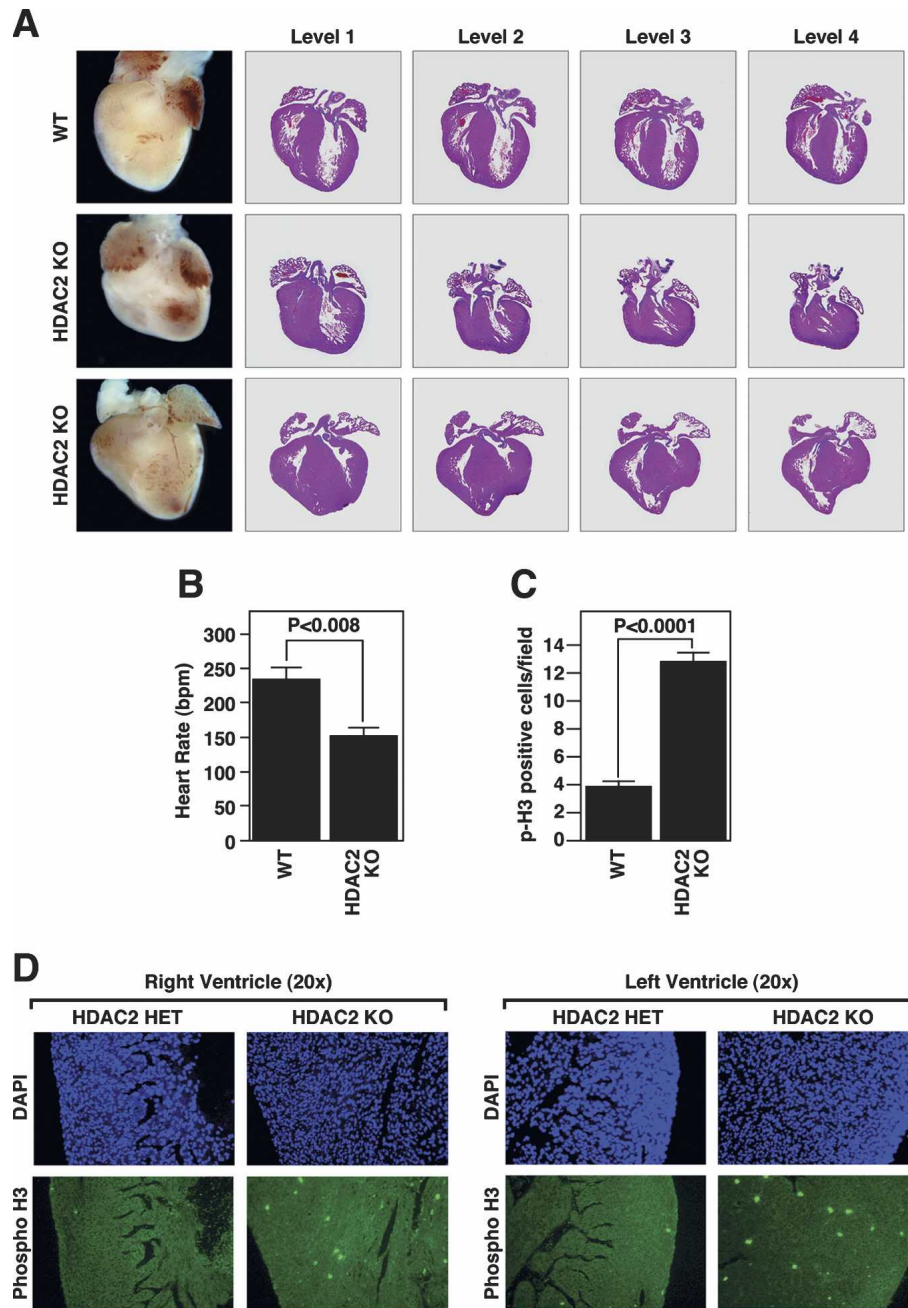 A
Level 1 Level 2 Level 3 Level 4
WT
HDAC2 KO
HDAC2 KO
B
P<0.008
Heart Rate (bpm)
300
250
200
150
100
50
0
WT
HDAC2
KO
C
P<0.0001
p-H3 positive cells/field
14
12
10
8
6
4
2
0
WT
HDAC2
KO
D
Right Ventricle (20x)
HDAC2 HET HDAC2 KO
DAPI
Phospho H3
Left Ventricle (20x)
HDAC2 HET HDAC2 KO
DAPI
Phospho H3